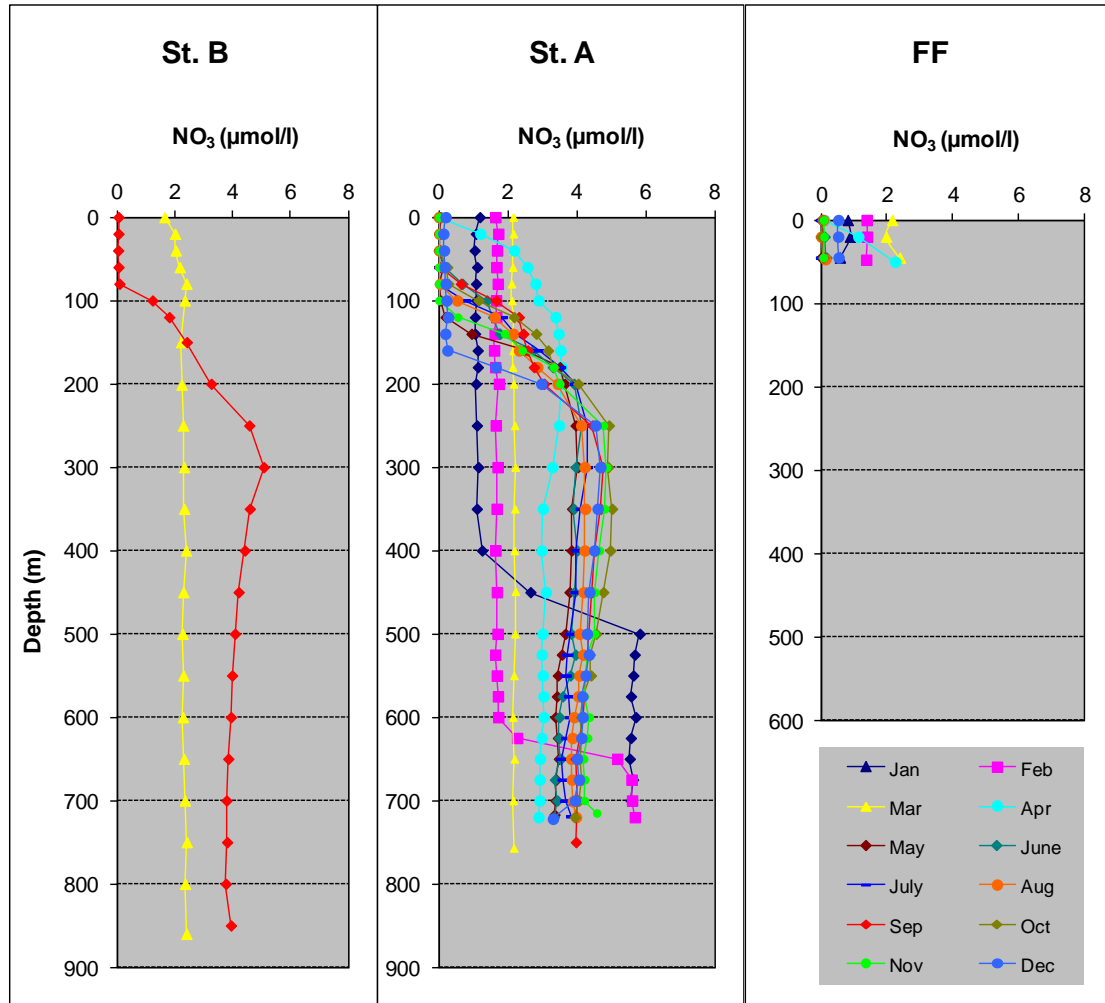 St. B
St. A
FF
NO3 (µmol/l)
NO3 (µmol/l)
NO3 (µmol/l)
0 2 4 6 8
0 2 4 6 8
0 2 4 6 8
Depth (m)
0
100
200
300
400
500
600
700
800
900
0
100
200
300
400
500
600
700
800
900
0
100
200
300
400
500
600
Jan Feb
Mar Apr
May June
July Aug
Sep Oct
Nov Dec